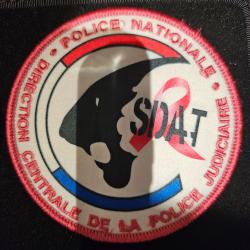 POLICE NATIONALE
DIRECTION CENTRALE DE LA POLICE JUDICIAIRE
SDAT